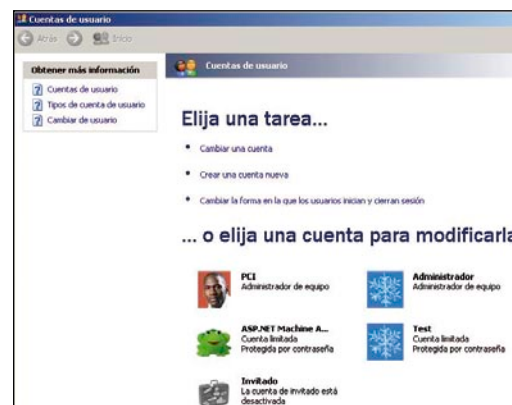 Cuentas de usuario
Atrás Inicio
Obtener más información
Cuentas de usuario
Tipos de cuenta de usuario
Cambiar de usuario
Cuentas de usuario
Elija una tarea...
Cambiar una cuenta
Crear una cuenta nueva
Cambiar la forma en la que los usuarios inician y cierran sesión
... o elija una cuenta para modificarla
PCI
Administrador de equipo
Administrador
Administrador de equipo
ASP.NET Machine A...
Cuenta limitada
Protegida por contraseña
Test
Cuenta limitada
Protegida por contraseña
Invitado
La cuenta de invitado está
desactivada